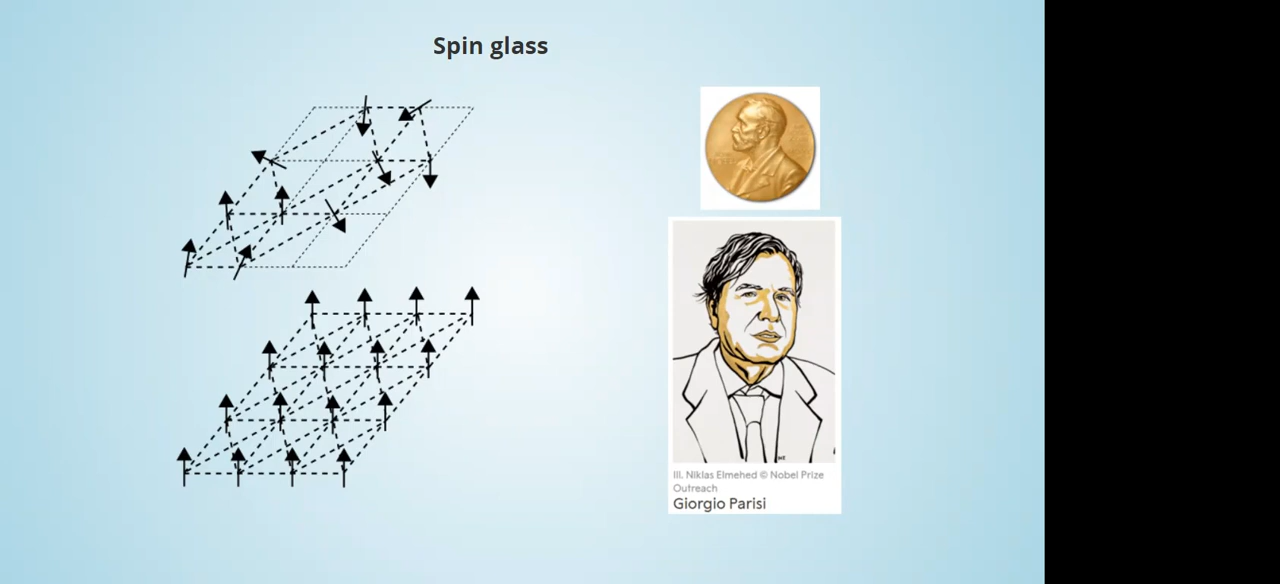 Spin glass
Ill. Niklas Elmehed © Nobel Prize
Outreach
Giorgio Parisi